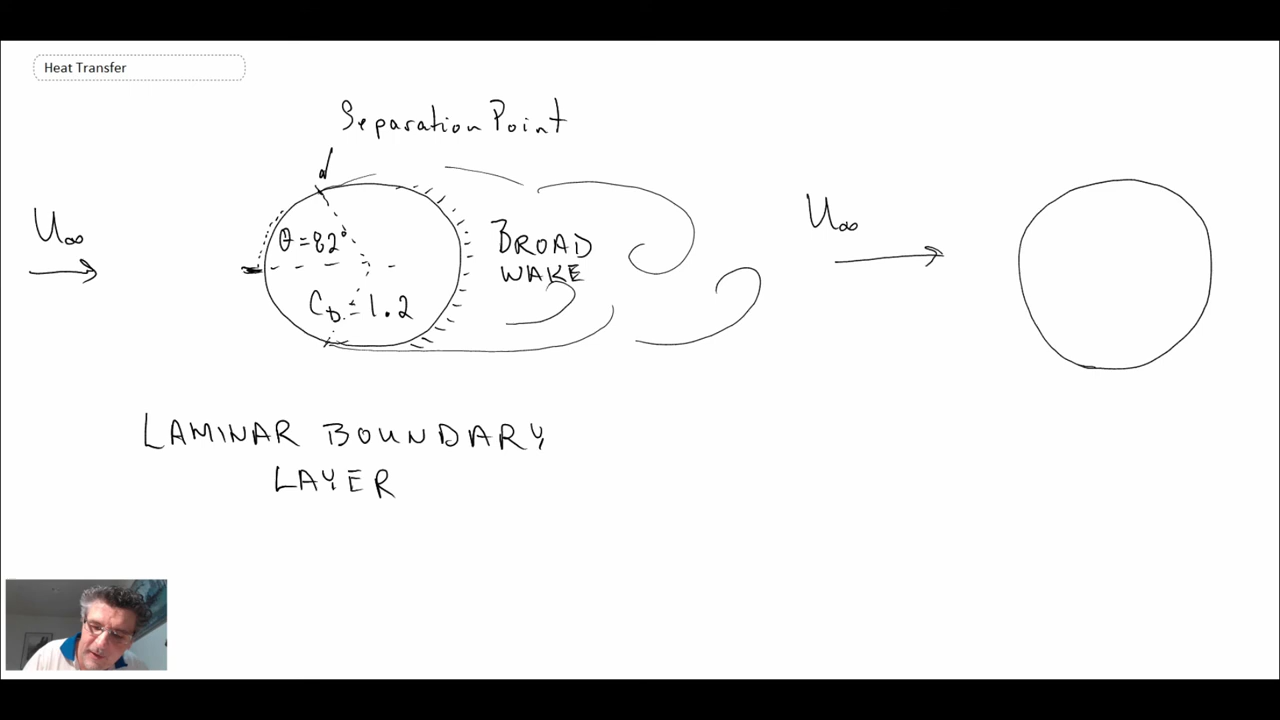 Heat Transfer
Separation Point
U∞
θ = 82°
BROAD
WAKE
C_D = 1.2
U∞
LAMINAR BOUNDARY
LAYER